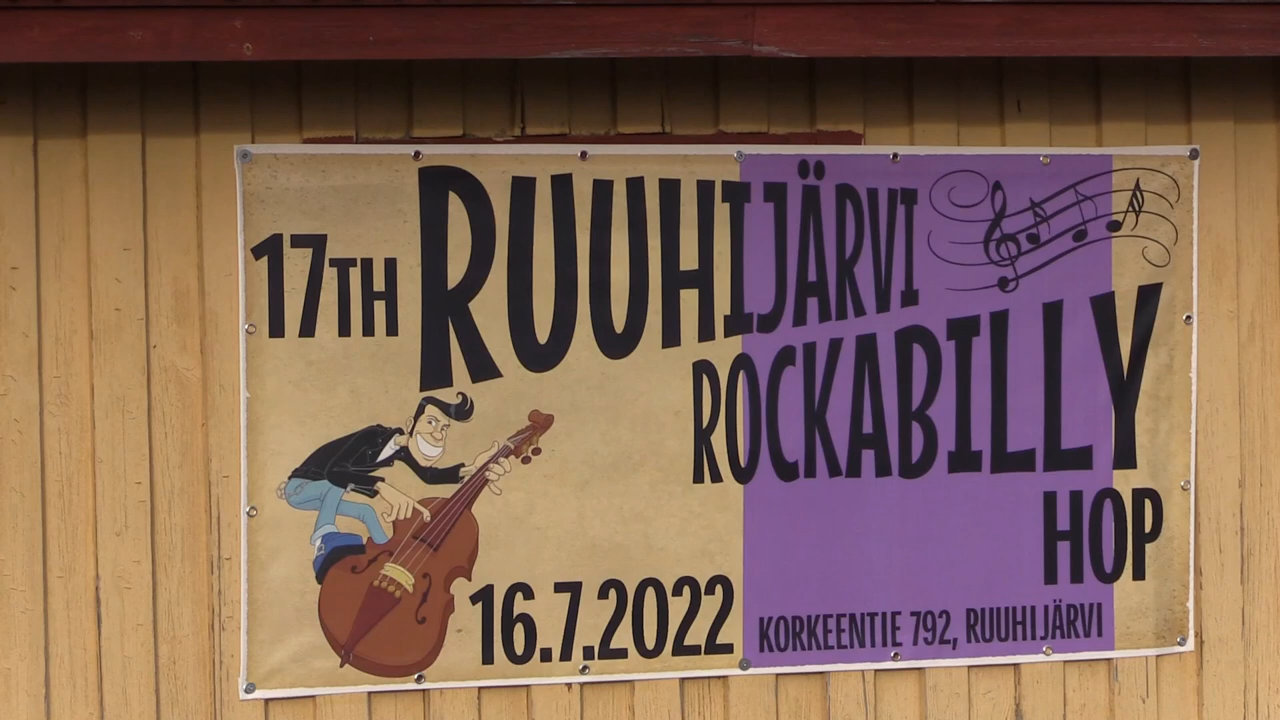 17TH RUUHIJÄRVI
ROCKABILLY
HOP
16.7.2022
KORKEENTIE 792, RUUHIJÄRVI